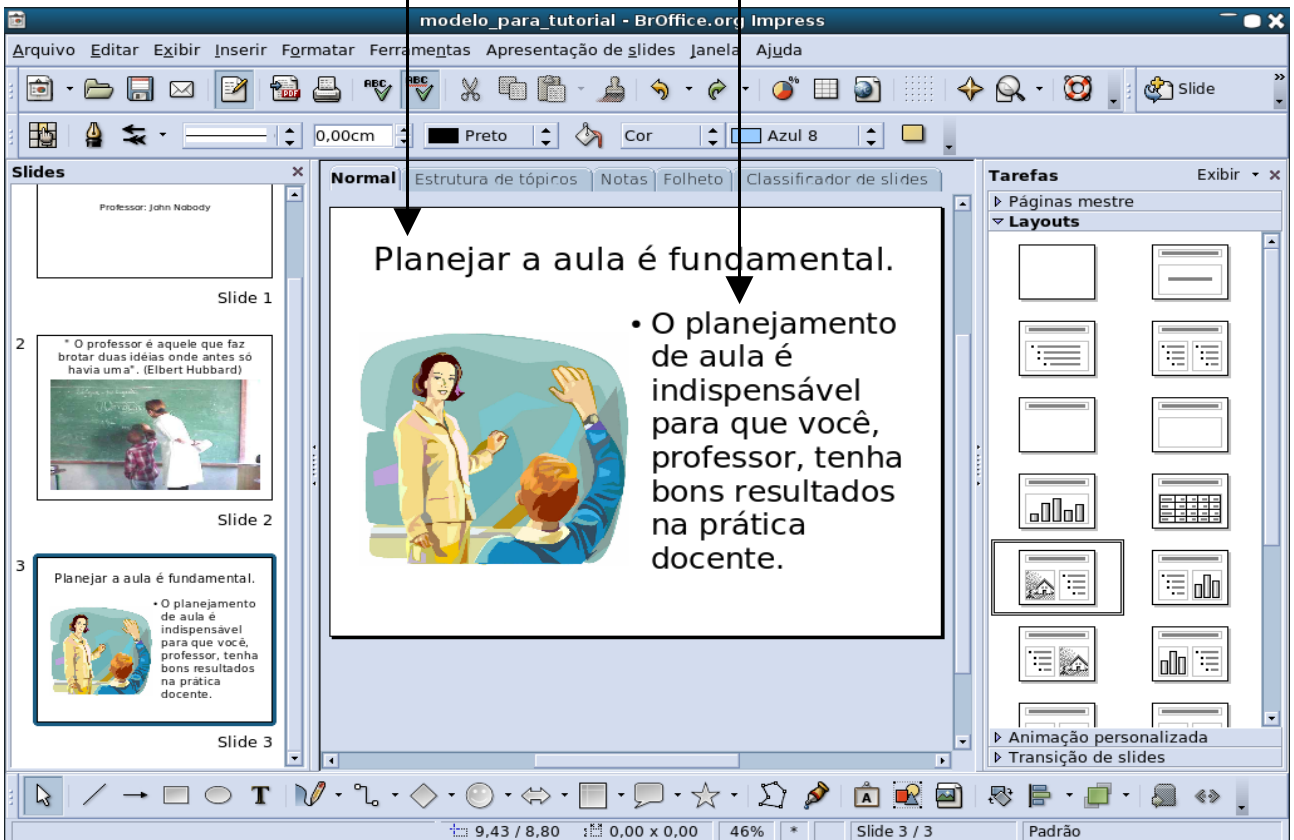 modelo_para_tutorial - BrOffice.org Impress
Arquivo Editar Exibir Inserir Formatar Ferramentas Apresentação de slides Janela Ajuda
ABC ABC PDF % Slide »
0,00cm Preto Cor Azul 8
Slides
Professor: John Nobody
Slide 1
2
" O professor é aquele que faz
brotar duas idéias onde antes só
havia uma". (Elbert Hubbard)
Slide 2
3
Planejar a aula é fundamental.
• O planejamento
de aula é
indispensável
para que você,
professor, tenha
bons resultados
na prática
docente.
Slide 3
Normal Estrutura de tópicos Notas Folheto Classificador de slides
Planejar a aula é fundamental.
• O planejamento
de aula é
indispensável
para que você,
professor, tenha
bons resultados
na prática
docente.
Tarefas Exibir
Páginas mestre
Layouts
Animação personalizada
Transição de slides
T A
9,43 / 8,80 0,00 x 0,00 46% * Slide 3 / 3 Padrão